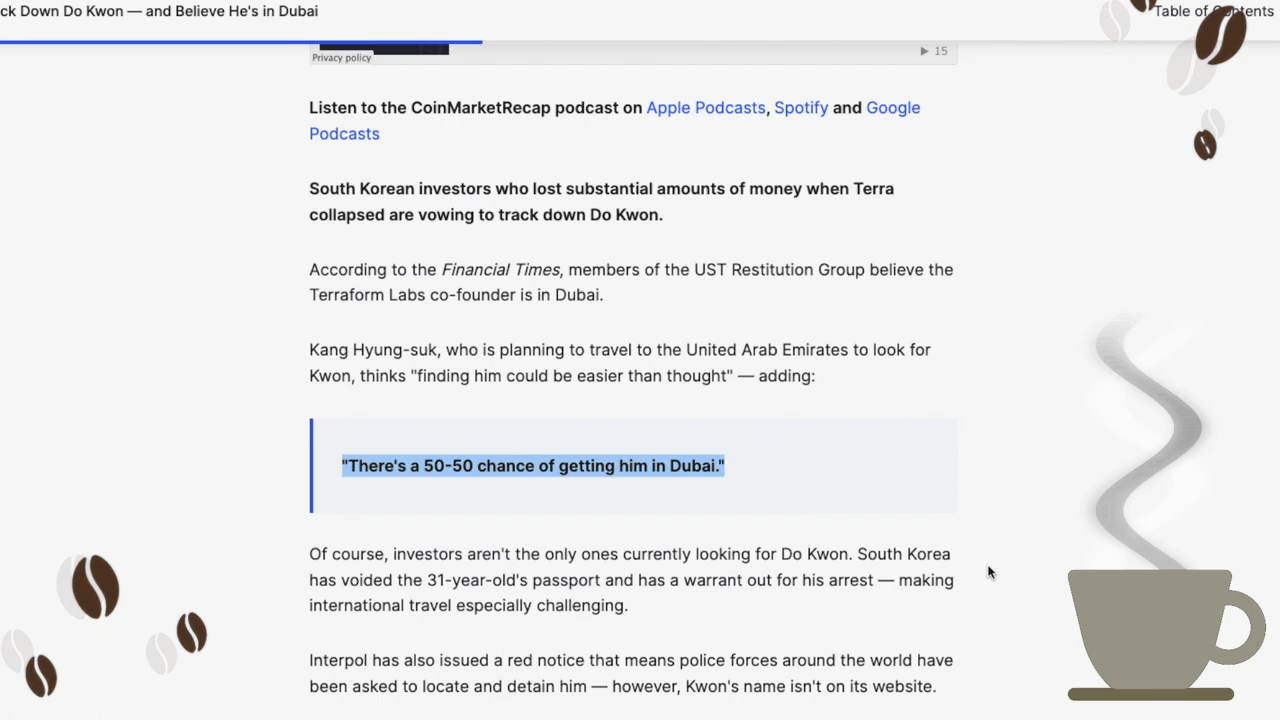 ck Down Do Kwon — and Believe He's in Dubai
Table of Contents
Privacy policy
15
Listen to the CoinMarketRecap podcast on Apple Podcasts, Spotify and Google
Podcasts
South Korean investors who lost substantial amounts of money when Terra
collapsed are vowing to track down Do Kwon.
According to the Financial Times, members of the UST Restitution Group believe the
Terraform Labs co-founder is in Dubai.
Kang Hyung-suk, who is planning to travel to the United Arab Emirates to look for
Kwon, thinks "finding him could be easier than thought" — adding:
"There's a 50-50 chance of getting him in Dubai."
Of course, investors aren't the only ones currently looking for Do Kwon. South Korea
has voided the 31-year-old's passport and has a warrant out for his arrest — making
international travel especially challenging.
Interpol has also issued a red notice that means police forces around the world have
been asked to locate and detain him — however, Kwon's name isn't on its website.